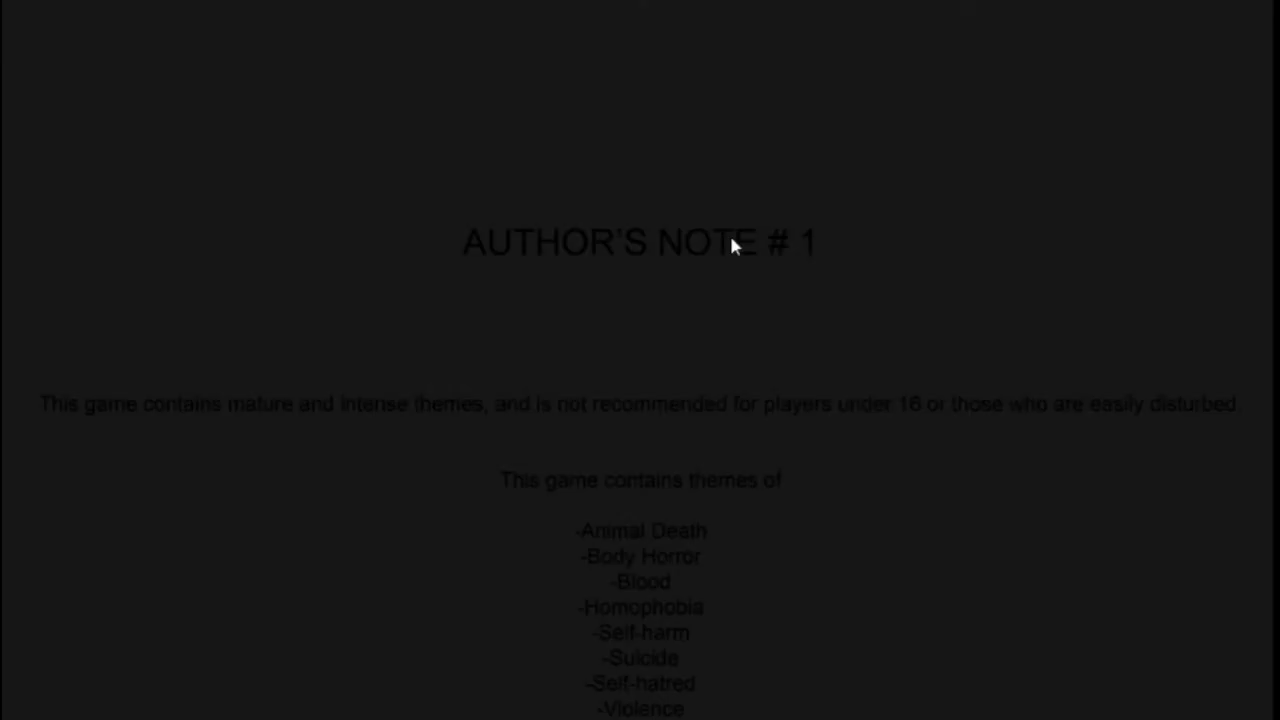 AUTHOR'S NOTE # 1
This game contains mature and intense themes, and is not recommended for players under 16 or those who are easily disturbed
This game contains themes of
-Animal Death
-Body Horror
-Blood
-Homophobia
-Self-harm
-Suicide
-Self-hatred
-Violence